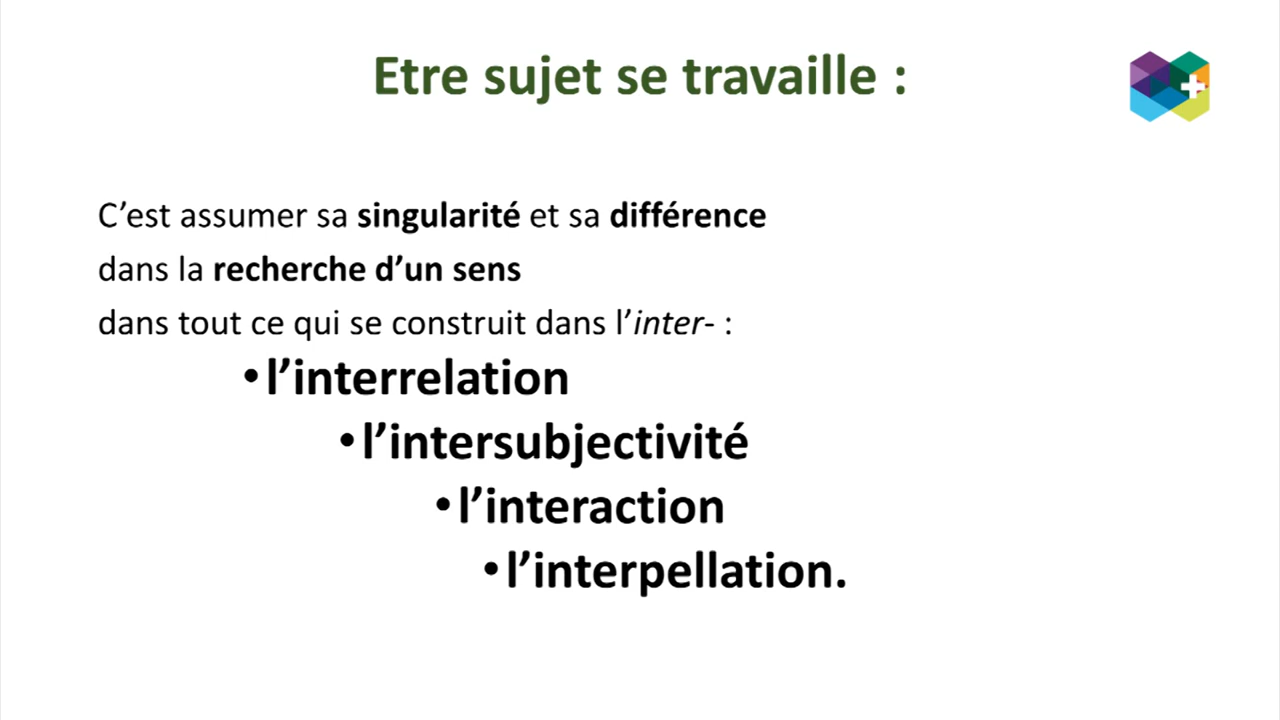 Etre sujet se travaille :
C’est assumer sa singularité et sa différence
dans la recherche d’un sens
dans tout ce qui se construit dans l’inter- :
•l’interrelation
•l’intersubjectivité
•l’interaction
•l’interpellation.